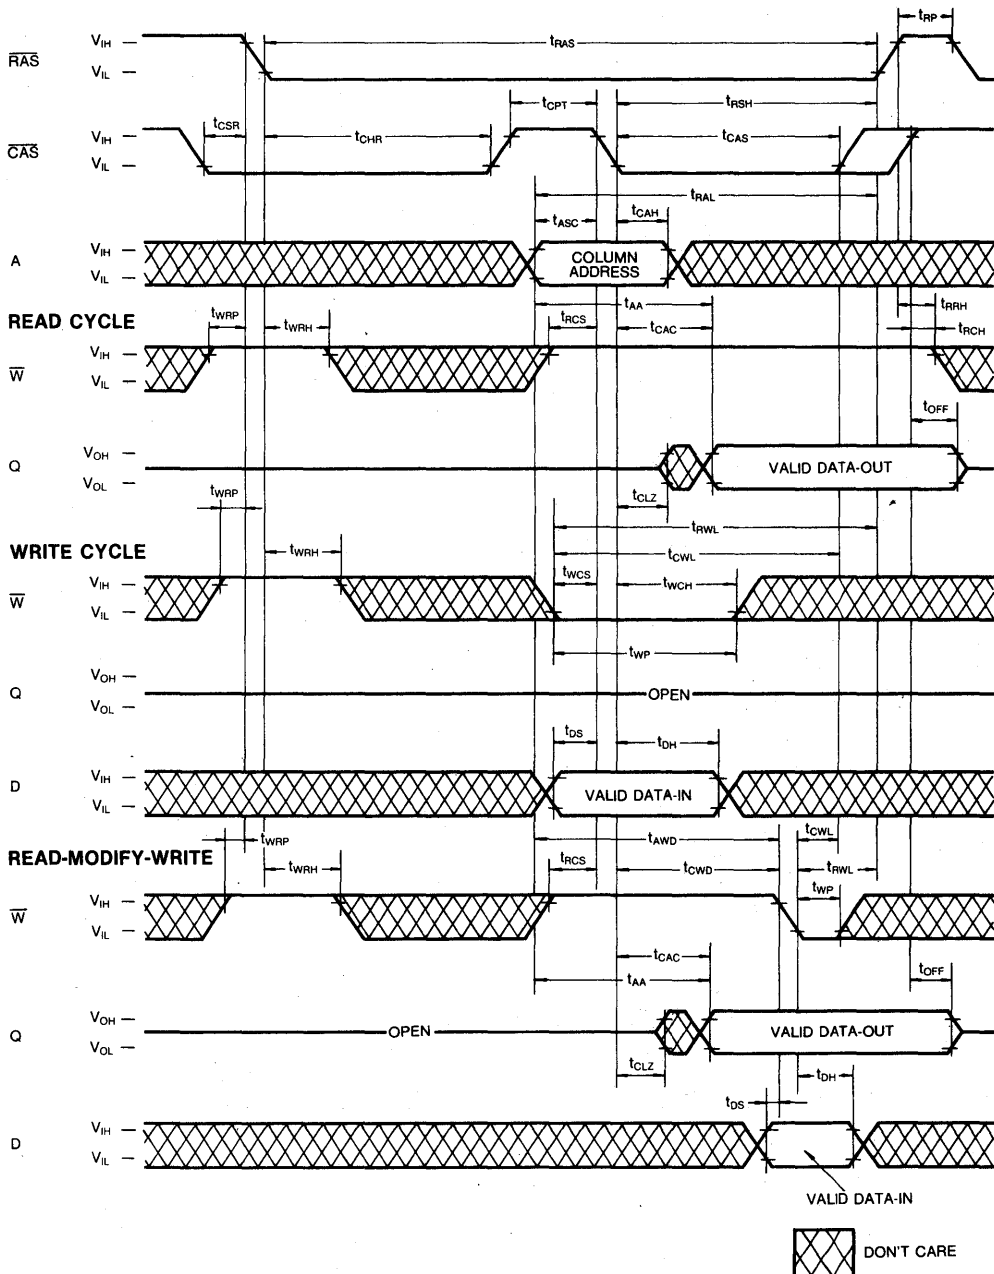 tRP
VIH
tRAS
RAS
VIL
tCPT
tRSH
tCSR
VIH
tCHR
tCAS
CAS
VIL
tRAL
tASC
tCAH
VIH
A
COLUMN
ADDRESS
VIL
tAA
tRRH
READ CYCLE
tWRP
tWRH
tRCS
tCAC
tRCH
VIH
W
VIL
tOFF
VOH
Q
VALID DATA-OUT
VOL
tWRP
tCLZ
tRWL
WRITE CYCLE
tWRH
tCWL
VIH
tWCS
tWCH
W
VIL
tWP
VOH
Q
OPEN
VOL
tDS
tDH
VIH
D
VALID DATA-IN
VIL
tWRP
tAWD
tCWL
READ-MODIFY-WRITE
tWRH
tRCS
tCWD
tRWL
VIH
tWP
W
VIL
tCAC
tAA
tOFF
VOH
Q
OPEN
VALID DATA-OUT
VOL
tCLZ
tDH
tDS
VIH
D
VIL
VALID DATA-IN
DON'T CARE